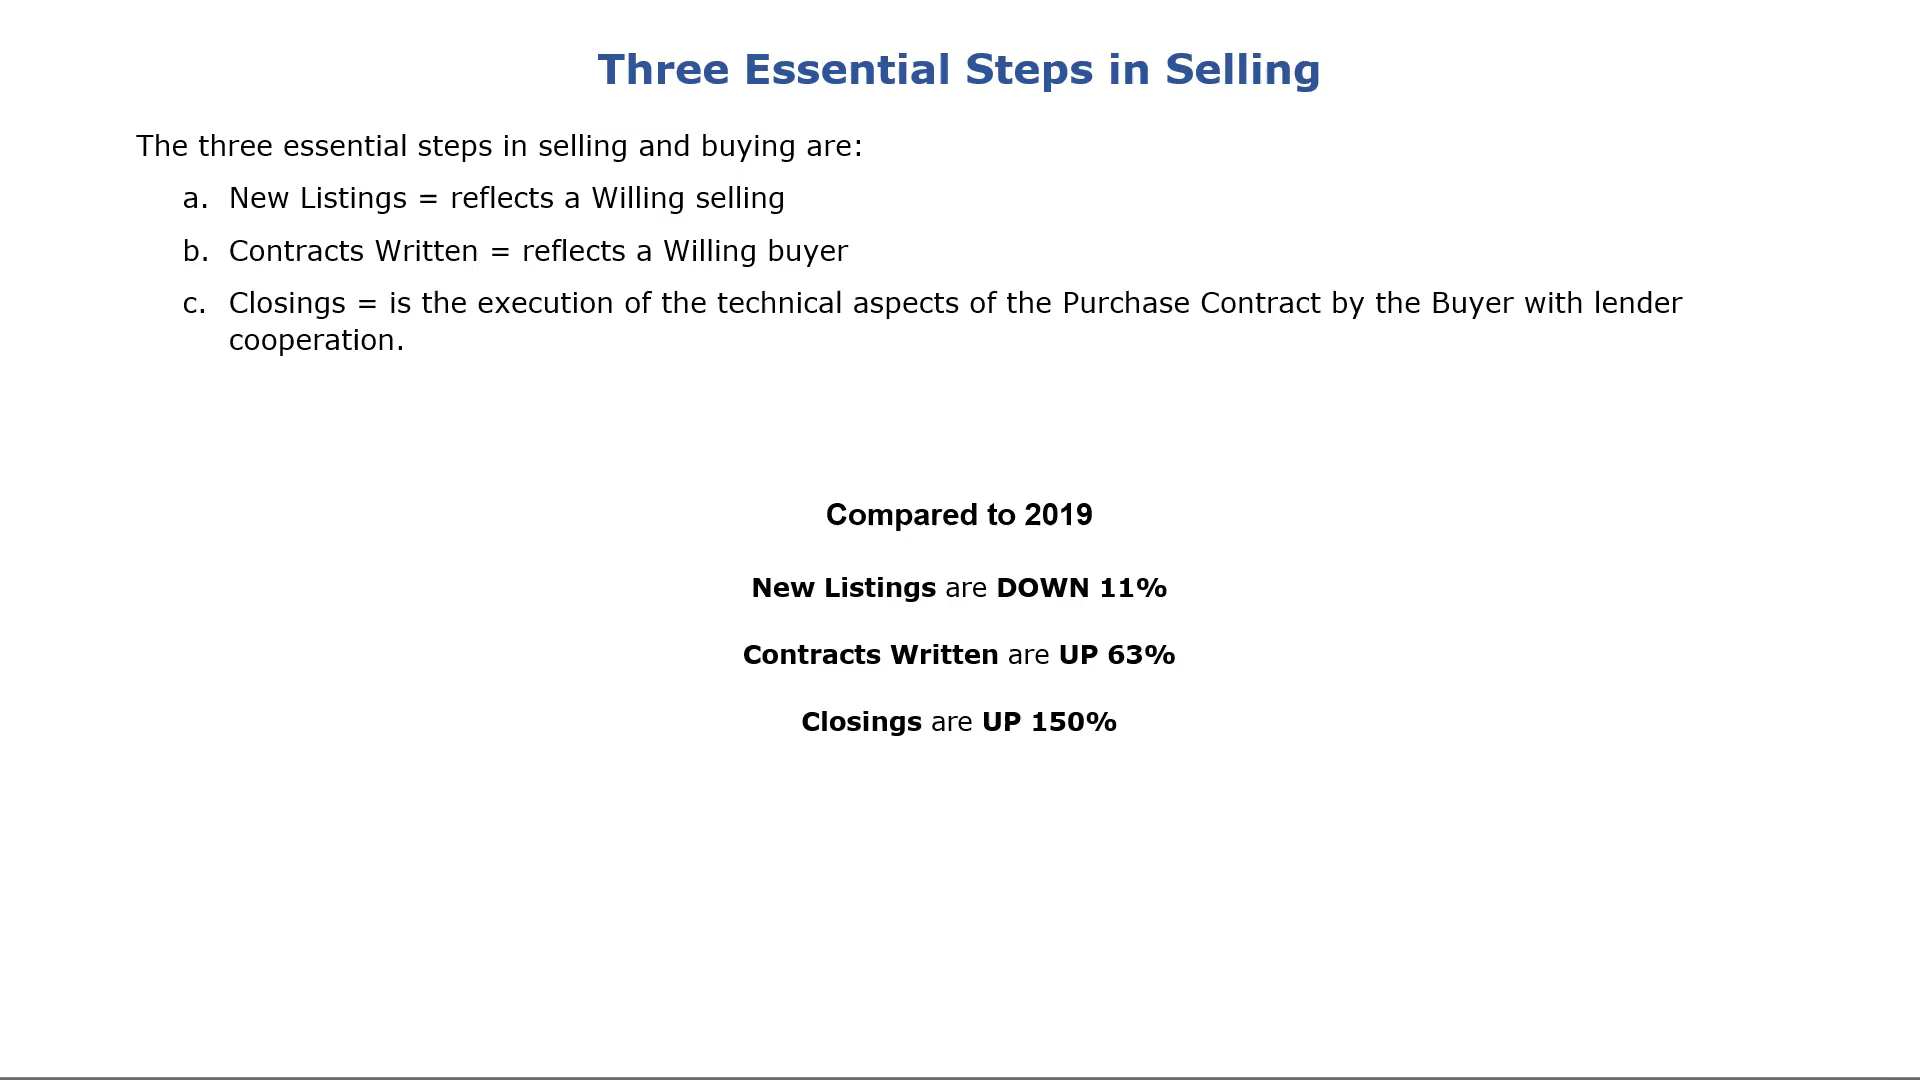 Three Essential Steps in Selling
The three essential steps in selling and buying are:
a. New Listings = reflects a Willing selling
b. Contracts Written = reflects a Willing buyer
c. Closings = is the execution of the technical aspects of the Purchase Contract by the Buyer with lender
cooperation.
Compared to 2019
New Listings are DOWN 11%
Contracts Written are UP 63%
Closings are UP 150%